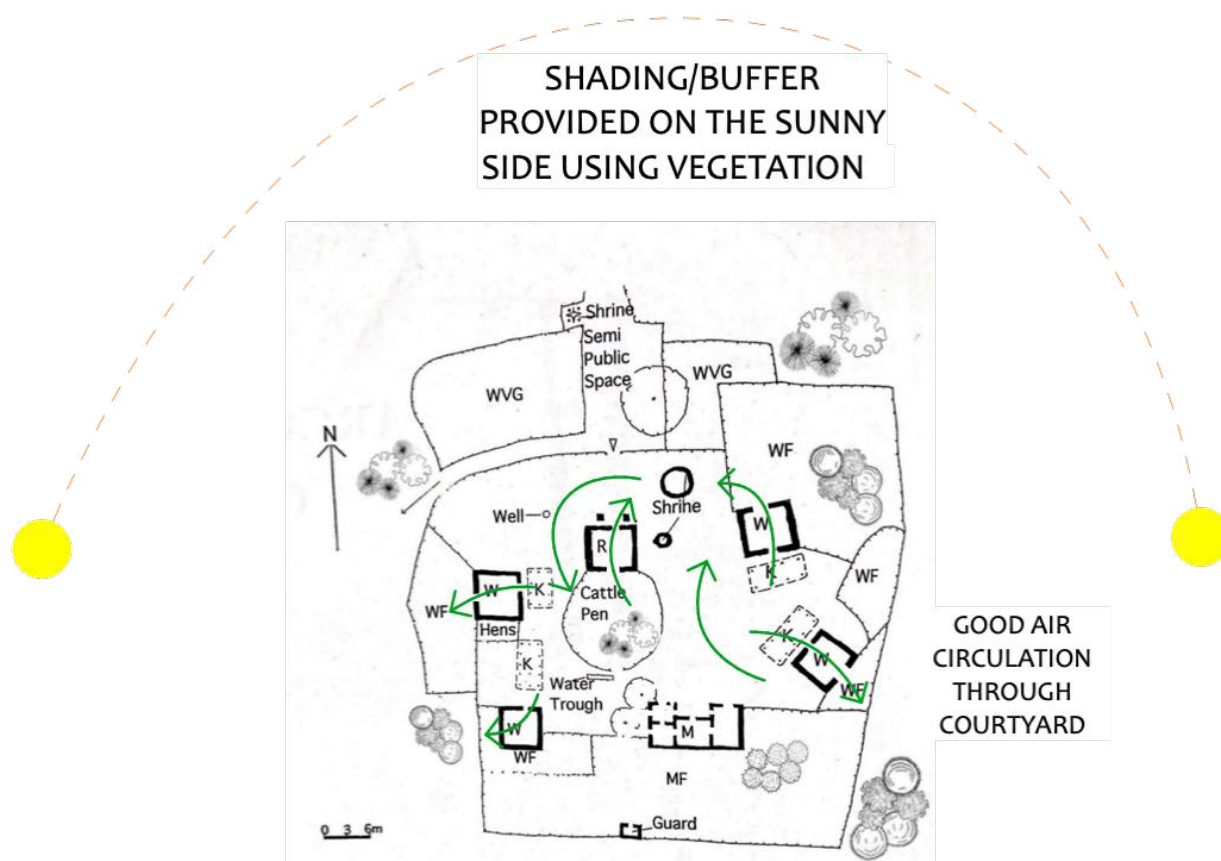 SHADING/BUFFER
PROVIDED ON THE SUNNY
SIDE USING VEGETATION
Shrine
Semi
Public
Space
WVG
WVG
N
WF
Well
Shrine
W
R
K
WF
W
K
Cattle
Pen
WF
Hens
K
W
K
WF
Water
Trough
W
M
WF
MF
Guard
0 3 6m
GOOD AIR
CIRCULATION
THROUGH
COURTYARD